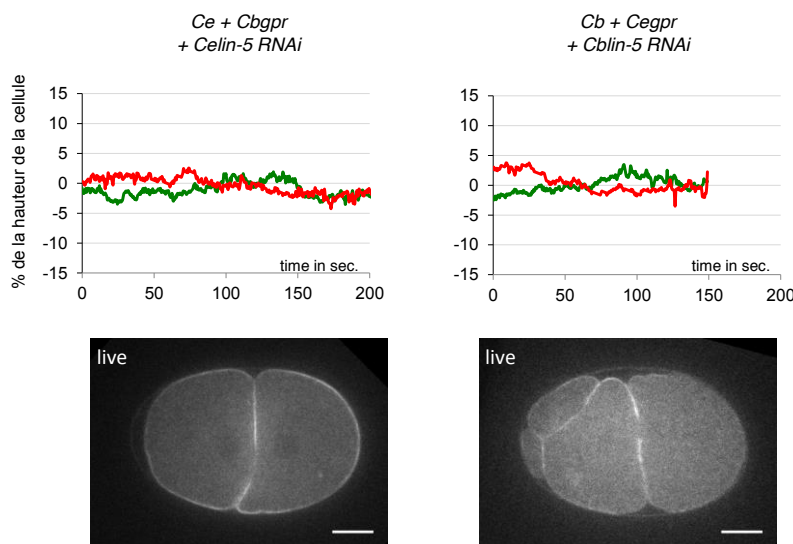 Ce + Cbgpr
+ Celin-5 RNAi
Cb + Cegpr
+ Cblin-5 RNAi
% de la hauteur de la cellule
15
10
5
0
-5
-10
-15
time in sec.
0 50 100 150 200
15
10
5
0
-5
-10
-15
time in sec.
0 50 100 150 200
live
live